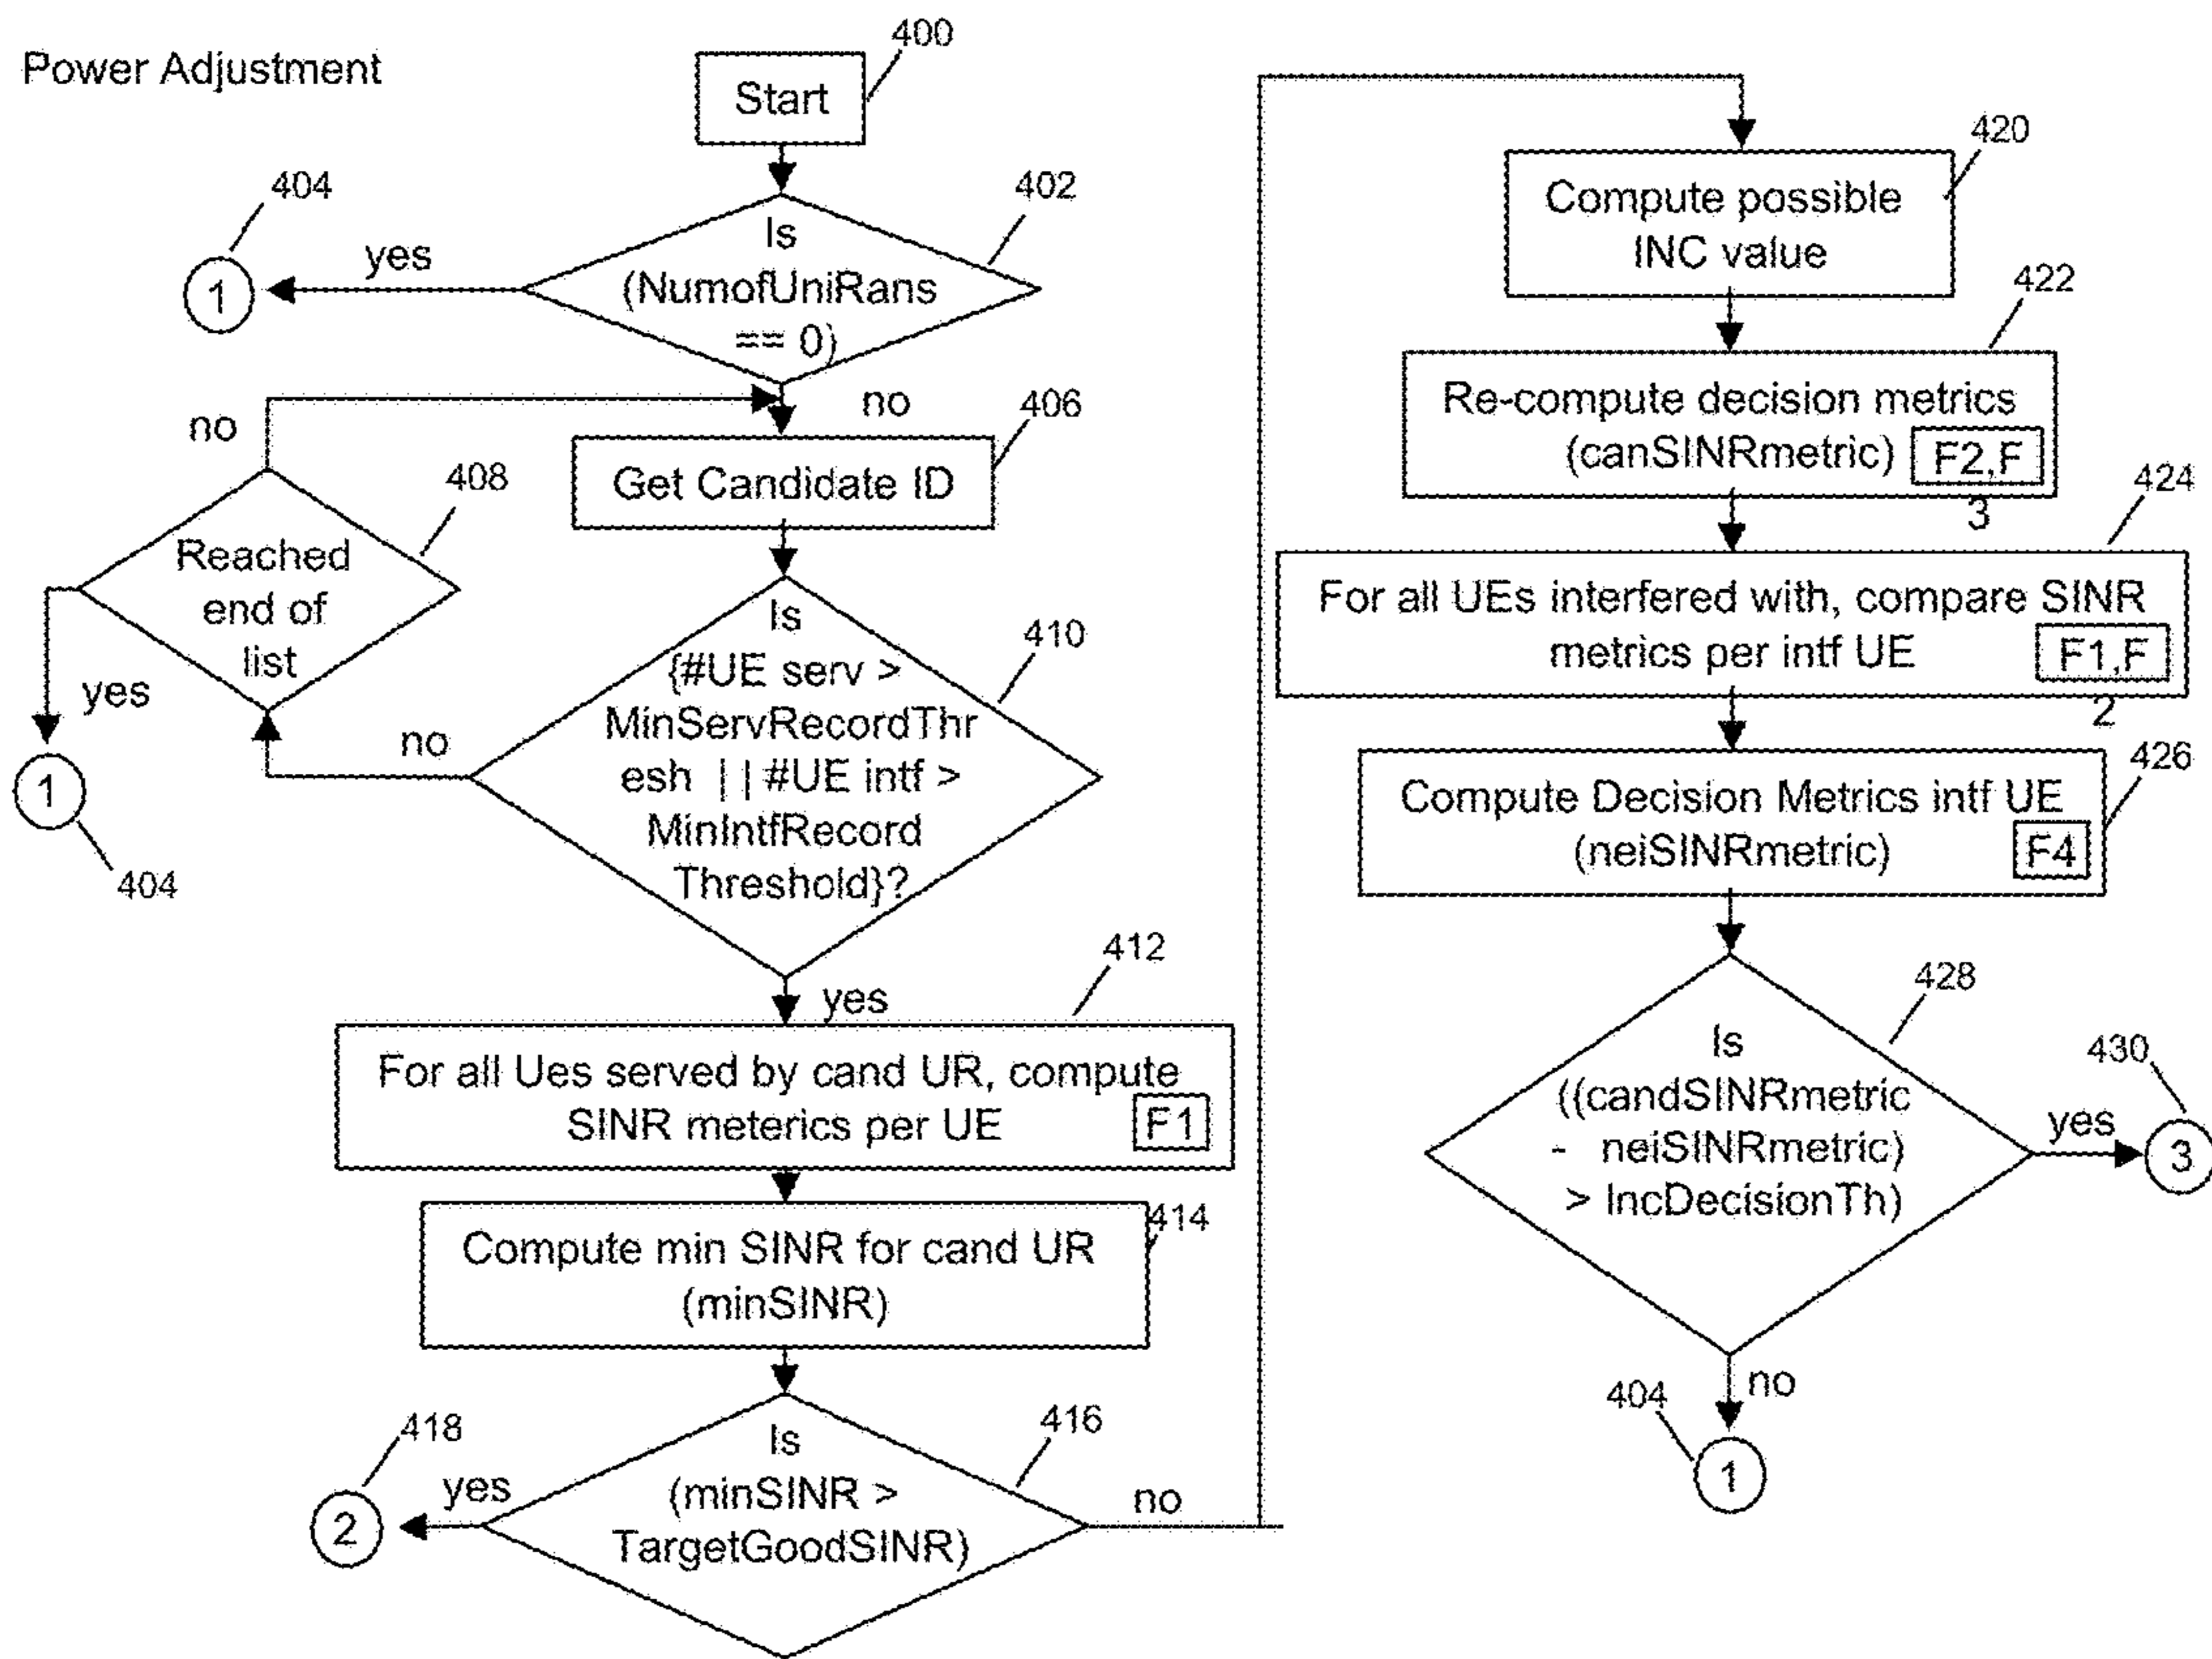 Power Adjustment
400
Start
404
402
Is
(NumofUniRans
== 0)
yes
1
no
406
Get Candidate ID
no
408
Reached
end of
list
yes
1
404
410
Is
{#UE serv >
MinServRecordThr
esh || #UE intf >
MinIntfRecord
Threshold}?
no
yes
412
For all Ues served by cand UR, compute
SINR meterics per UE
F1
414
Compute min SINR for cand UR
(minSINR)
416
Is
(minSINR >
TargetGoodSINR)
418
yes
2
no
420
Compute possible
INC value
422
Re-compute decision metrics
(canSINRmetric)
F2,F
3
424
For all UEs interfered with, compare SINR
metrics per intf UE
F1,F
2
426
Compute Decision Metrics intf UE
(neiSINRmetric)
F4
428
Is
((candSINRmetric
- neiSINRmetric)
> IncDecisionTh)
430
yes
3
no
404
1